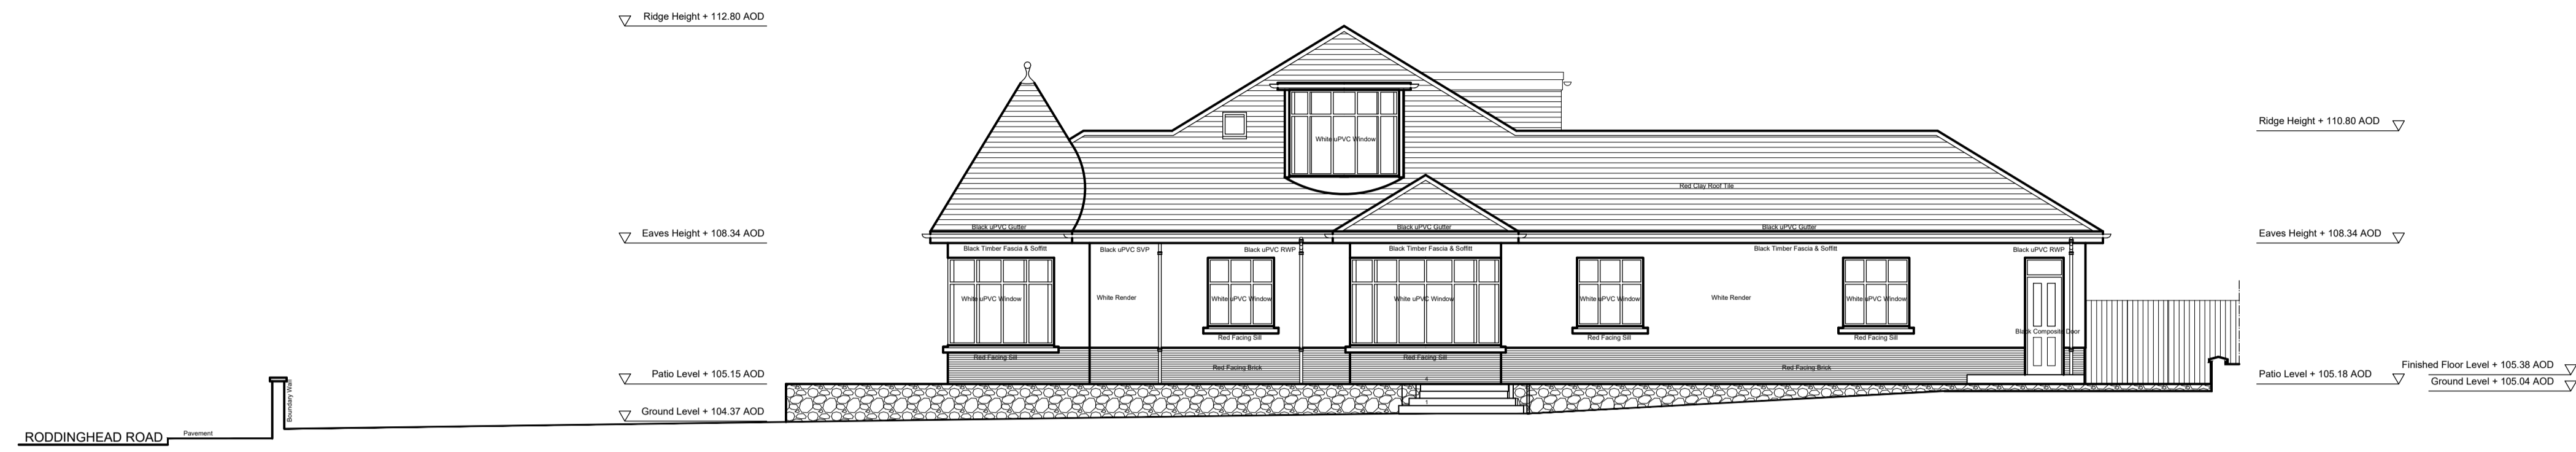 Ridge Height + 112.80 AOD
Ridge Height + 110.80 AOD
White uPVC Window
Red Clay Roof Tile
Black uPVC Gutter
Black uPVC Gutter
Black uPVC Gutter
Eaves Height + 108.34 AOD
Eaves Height + 108.34 AOD
Black Timber Fascia & Soffitt
Black uPVC SVP
Black uPVC RWP
Black Timber Fascia & Soffitt
Black Timber Fascia & Soffitt
Black uPVC RWP
White uPVC Window
White Render
White uPVC Window
White uPVC Window
White uPVC Window
White Render
White uPVC Window
Black Composite Door
Red Facing Sill
Red Facing Sill
Red Facing Sill
Red Facing Sill
Red Facing Sill
Red Facing Brick
Red Facing Brick
Finished Floor Level + 105.38 AOD
Patio Level + 105.15 AOD
Patio Level + 105.18 AOD
Ground Level + 105.04 AOD
4
1
Ground Level + 104.37 AOD
Boundary Wall
Pavement
RODDINGHEAD ROAD